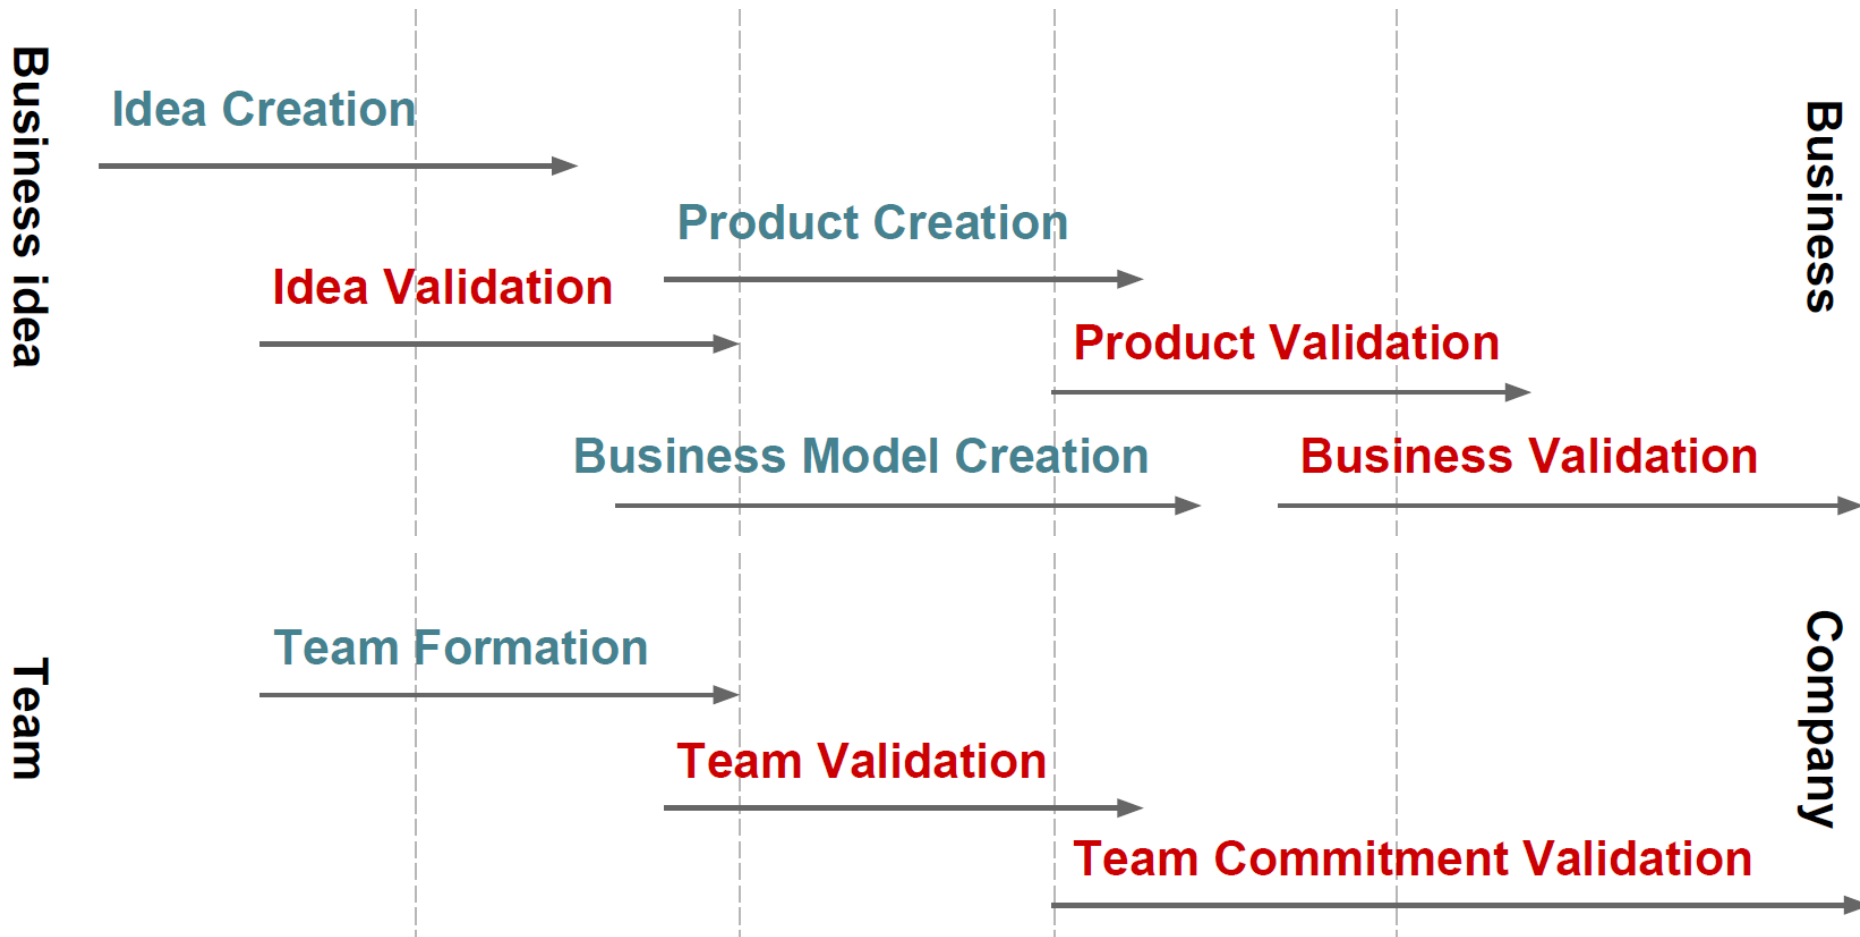 Business idea
Idea Creation
Product Creation
Idea Validation
Product Validation
Business Model Creation
Business Validation
Business
Team
Team Formation
Team Validation
Team Commitment Validation
Company